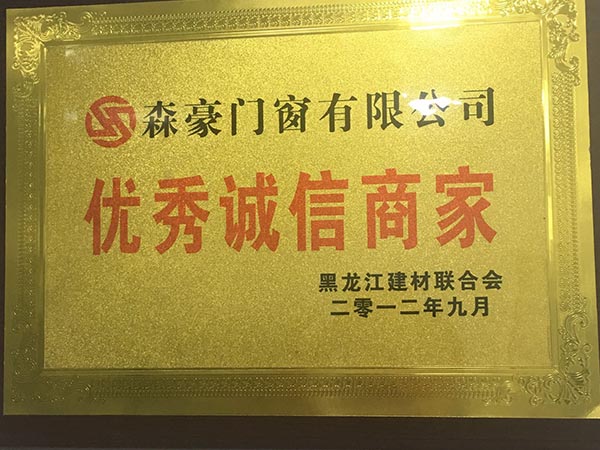 森豪门窗有限公司
优秀诚信商家
黑龙江建材联合会
二零一二年九月